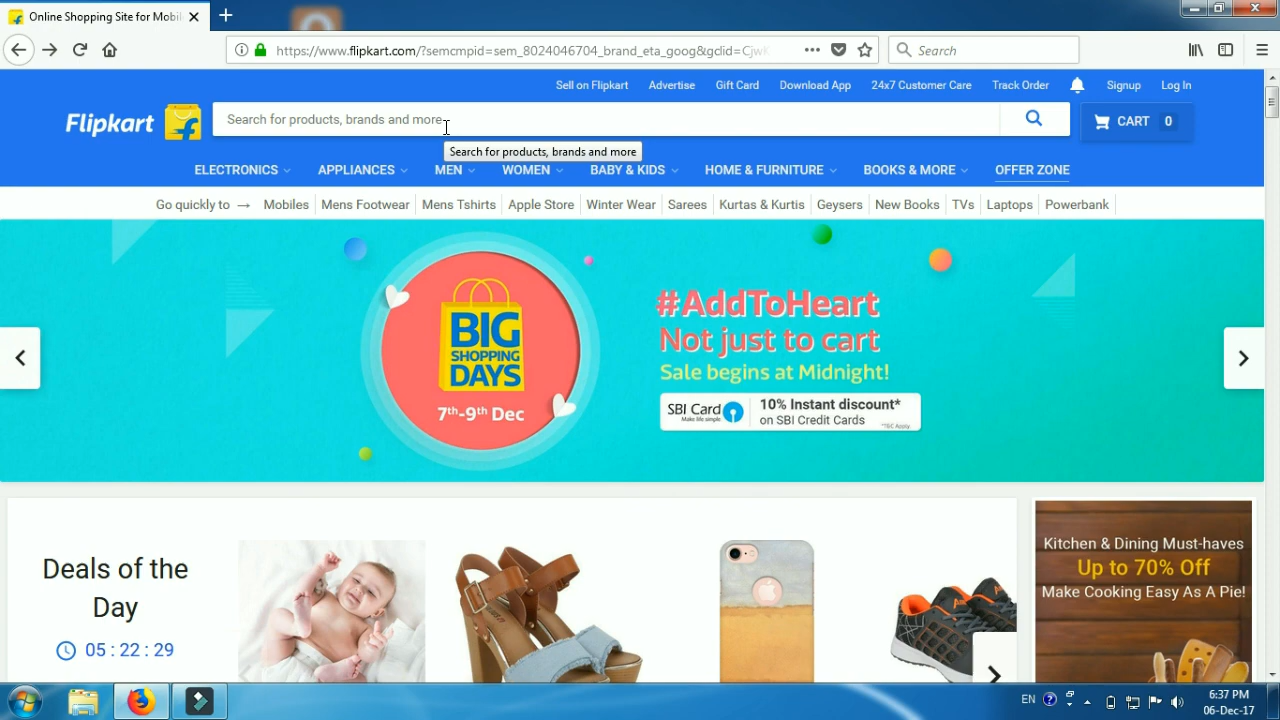 Online Shopping Site for Mobil
https://www.flipkart.com/?semcmpid=sem_8024046704_brand_eta_goog&gclid=CjwK
Search
Sell on Flipkart Advertise Gift Card Download App 24x7 Customer Care Track Order Signup Log In
Flipkart
Search for products, brands and more
CART 0
Search for products, brands and more
ELECTRONICS APPLIANCES MEN WOMEN BABY & KIDS HOME & FURNITURE BOOKS & MORE OFFER ZONE
Go quickly to → Mobiles Mens Footwear Mens Tshirts Apple Store Winter Wear Sarees Kurtas & Kurtis Geysers New Books TVs Laptops Powerbank
BIG
SHOPPING
DAYS
7th-9th Dec
#AddToHeart
Not just to cart
Sale begins at Midnight!
SBI Card
Make life simple
10% Instant discount*
on SBI Credit Cards
*T&C Apply
Deals of the
Day
05 : 22 : 29
Kitchen & Dining Must-haves
Up to 70% Off
Make Cooking Easy As A Pie!
EN
6:37 PM
06-Dec-17